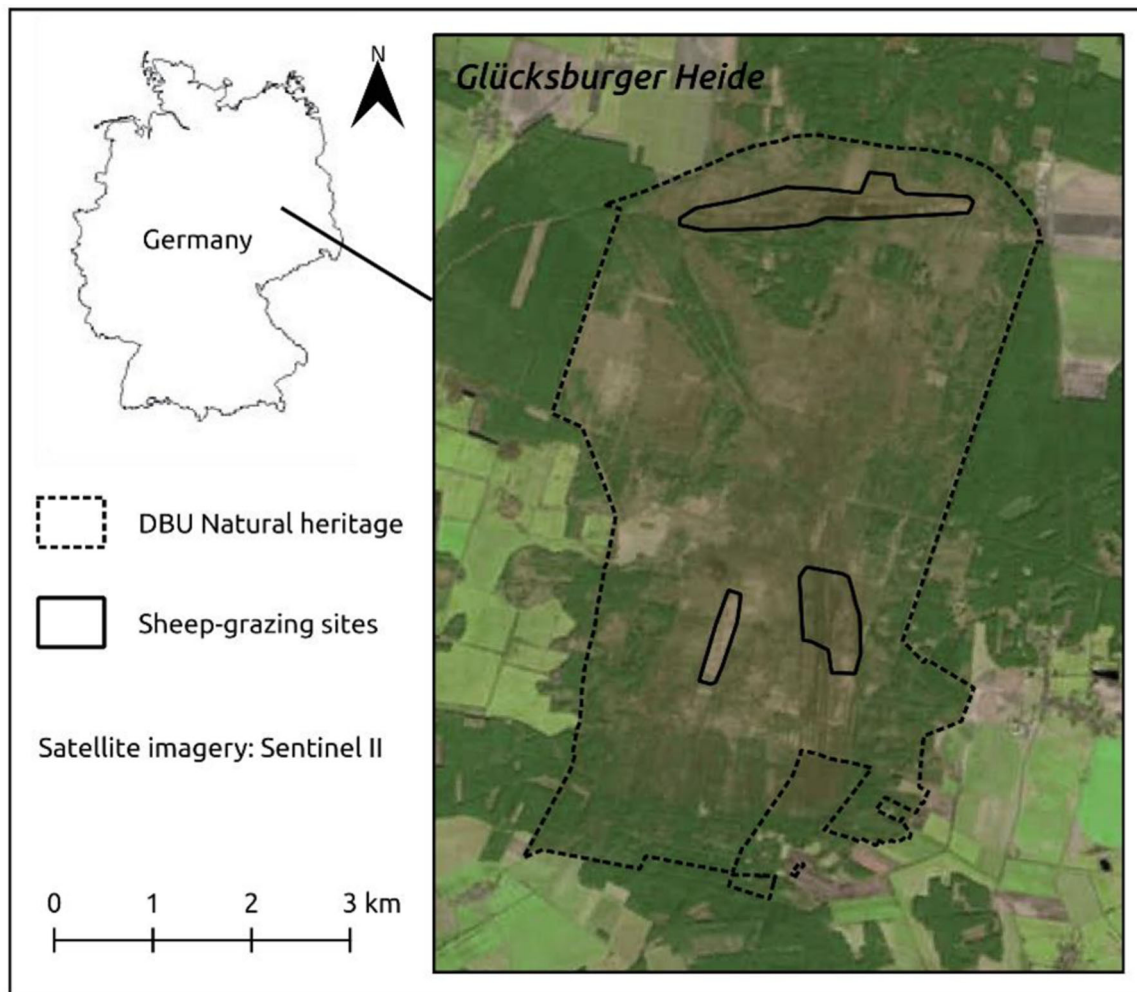 Glücksburger Heide
N
Germany
DBU Natural heritage
Sheep-grazing sites
Satellite imagery: Sentinel II
0 1 2 3 km